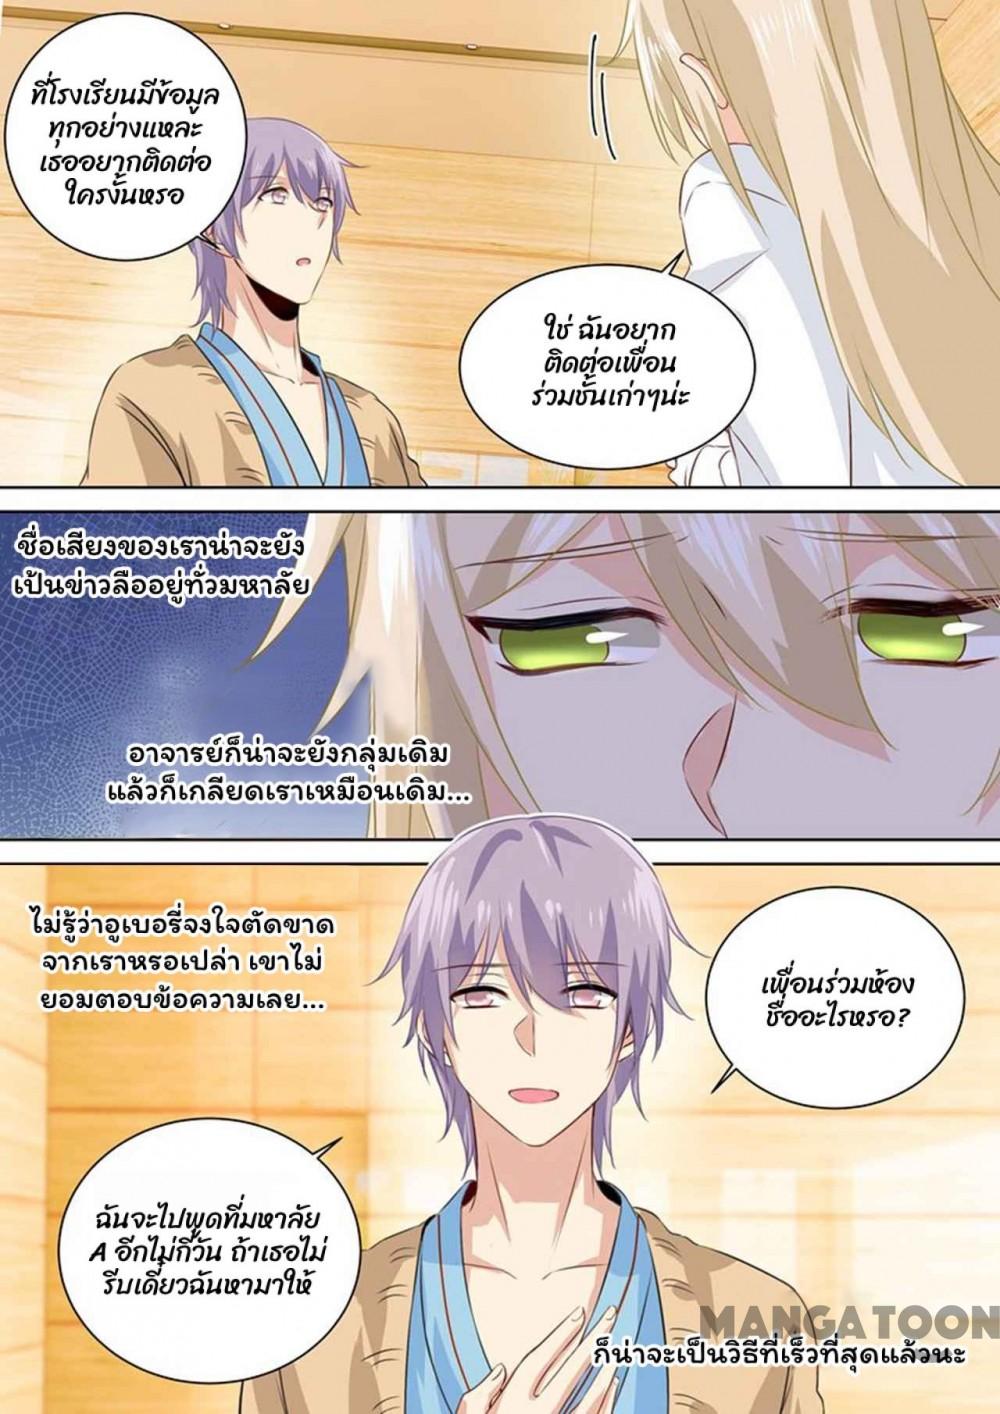 ที่โรงเรียนมีข้อมูล
ทุกอย่างแหละ
เธออยากติดต่อ
ใครงั้นหรอ
ใช่ ฉันอยาก
ติดต่อเพื่อน
ร่วมชั้นเก่าๆน่ะ
ชื่อเสียงของเราน่าจะยัง
เป้นข่าวลืออยู่ทั่วมหาลัย
อาจารย์ก็น่าจะยังกลุ่มเดิม
แล้วก็เกลียดเราเหมือนเดิม...
ไม่รู้ว่าอูเบอรี่จงใจตัดขาด
จากเราหรอเปล่า เขาไม่
ยอมตอบข้อความเลย...
เพื่อนร่วมห้อง
ชื่ออะไรหรอ?
ฉันจะไปพูดที่มหาลัย
A อีกไม่กี่วัน ถ้าเธอไม่
รีบเดี๋ยวฉันหามาให้
MANGATOON
ก็น่าจะเป็นวิธีที่เร็วที่สุดแล้วนะ